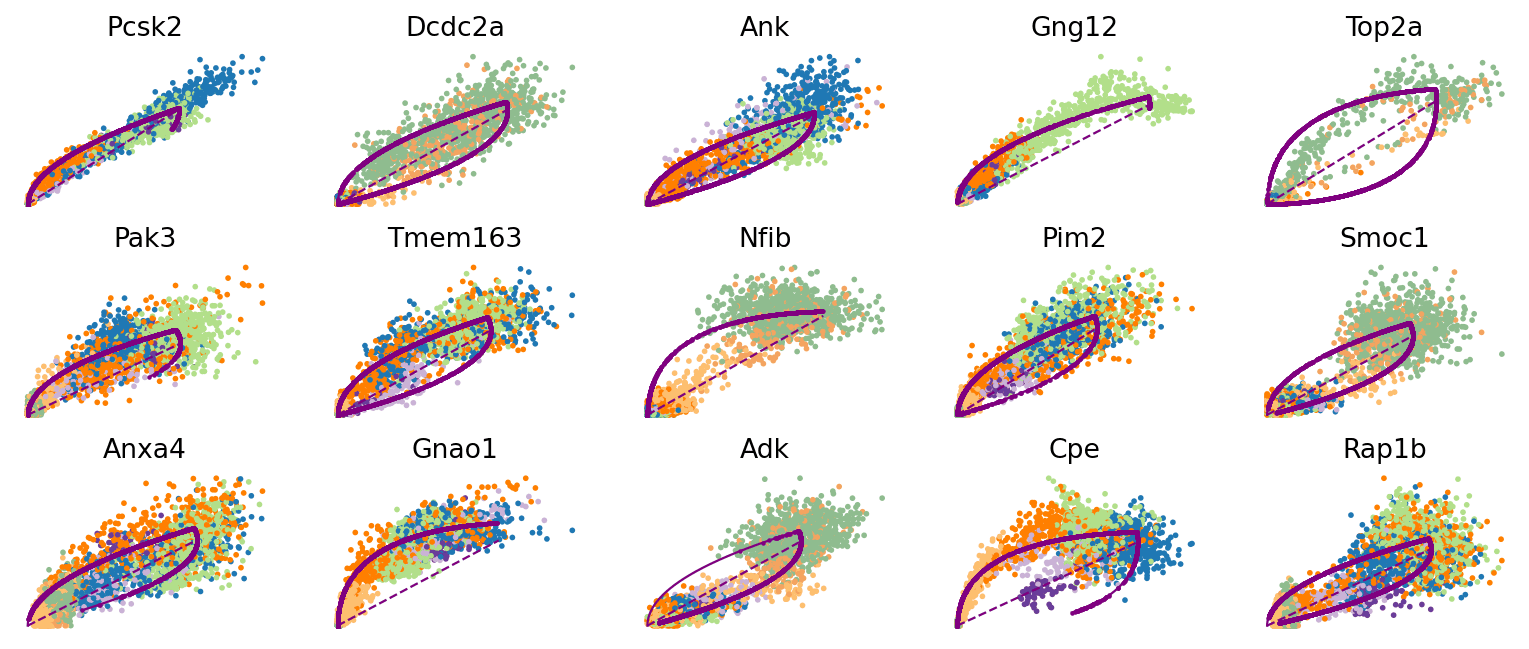 Pcsk2 Dcdc2a Ank Gng12 Top2a
Pak3 Tmem163 Nfib Pim2 Smoc1
Anxa4 Gnao1 Adk Cpe Rap1b